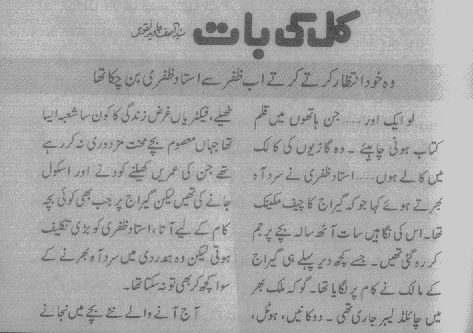 کل کی بات
سید آصف جاوید نقوی
وہ خود انتظار کرتے کرتے اب ظفر سے استاد ظفری بن چکا تھا
لو ایک اور ..... جن ہاتھوں میں قلم
کتاب ہونی چاہئے۔ وہ گاڑیوں کی کالک
میں کالے ہوں.....استاد ظفری نے سرد آہ
بھرتے ہوئے کہا جو کہ گیراج کا چیف مکینک
تھا۔ اس کی نگاہیں سات آٹھ سالہ بچے پر جم
کر رہ گئی تھیں۔ جسے کچھ دیر پہلے ہی گیراج
کے مالک نے کام پر لگایا تھا۔ گو کہ ملک بھر
میں چائلڈ لیبر جاری تھی۔ دوکانیں، ہوٹل،
ٹھیلے، فیکٹریاں غرض زندگی کا کون سا شعبہ ایسا
تھا جہاں معصوم بچے محنت مزدوری نہ کر رہے
تھے جن کی عمریں کھیلنے کودنے اور اسکول
جانے کی تھیں لیکن گیراج پر جب بھی کوئی بچہ
کام کے لیے آتا، استاد ظفری کو بڑی تکلیف
ہوتی لیکن وہ ہمدردی میں سرد آہ بھرنے کے
سوا کچھ کر بھی تو نہ سکتا تھا۔
آج آنے والے نئے بچے میں نجانے